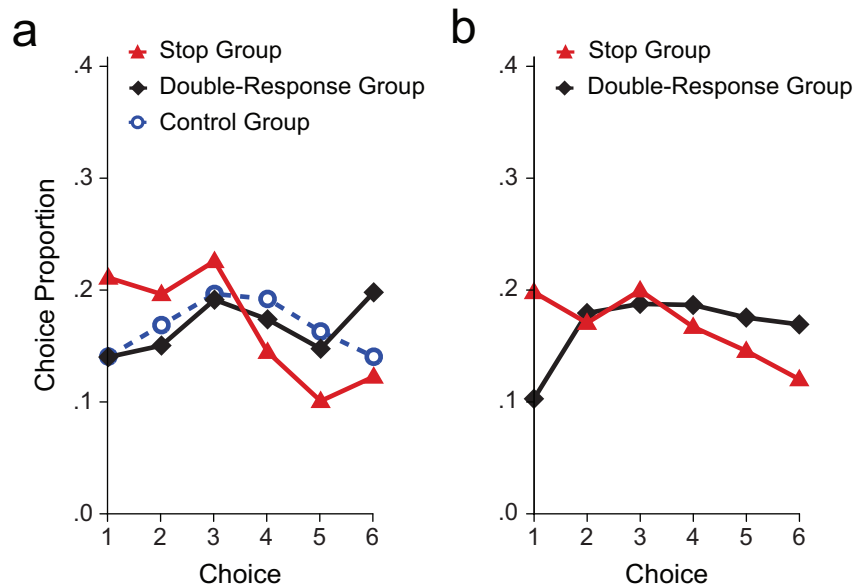 a
Stop Group
Double-Response Group
Control Group
.4
.3
.2
.1
.0
Choice Proportion
1 2 3 4 5 6
Choice
b
Stop Group
Double-Response Group
.4
.3
.2
.1
.0
1 2 3 4 5 6
Choice